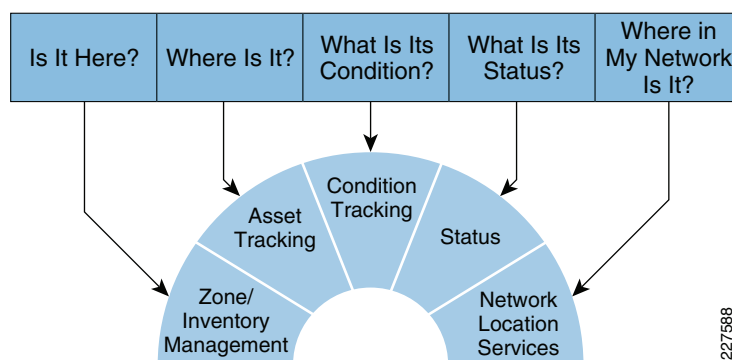 Is It Here?
Where Is It?
What Is Its
Condition?
What Is Its
Status?
Where in
My Network
Is It?
Zone/
Inventory
Management
Asset
Tracking
Condition
Tracking
Status
Network
Location
Services
227588